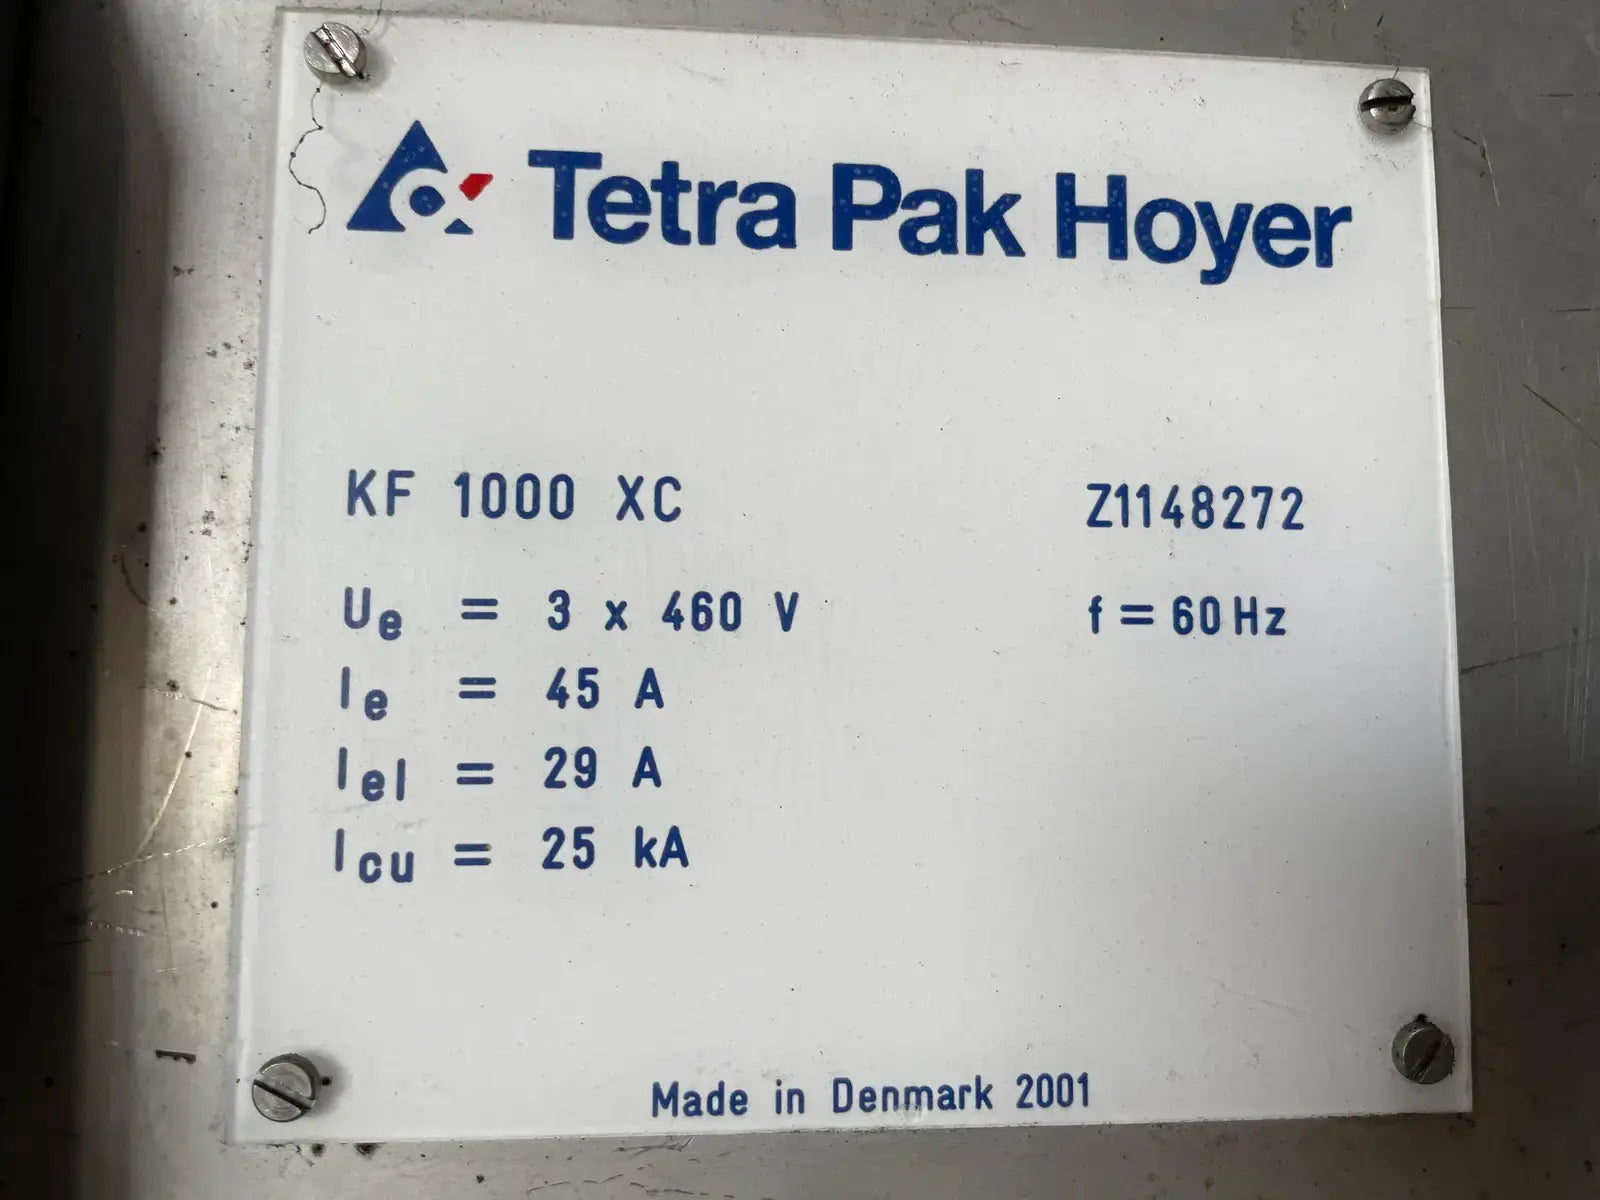 Tetra Pak Hoyer
KF 1000 XC Z1148272
Ue = 3 x 460 V f = 60 Hz
Ie = 45 A
Iel = 29 A
Icu = 25 kA
Made in Denmark 2001